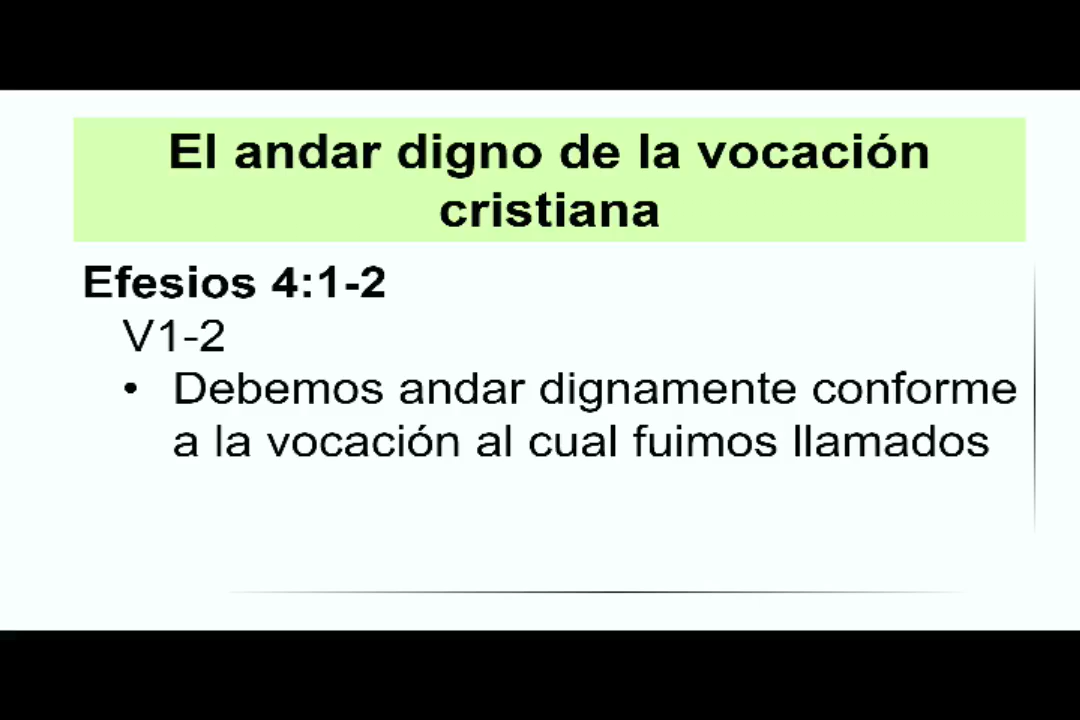 El andar digno de la vocación
cristiana
Efesios 4:1-2
V1-2
• Debemos andar dignamente conforme
a la vocación al cual fuimos llamados